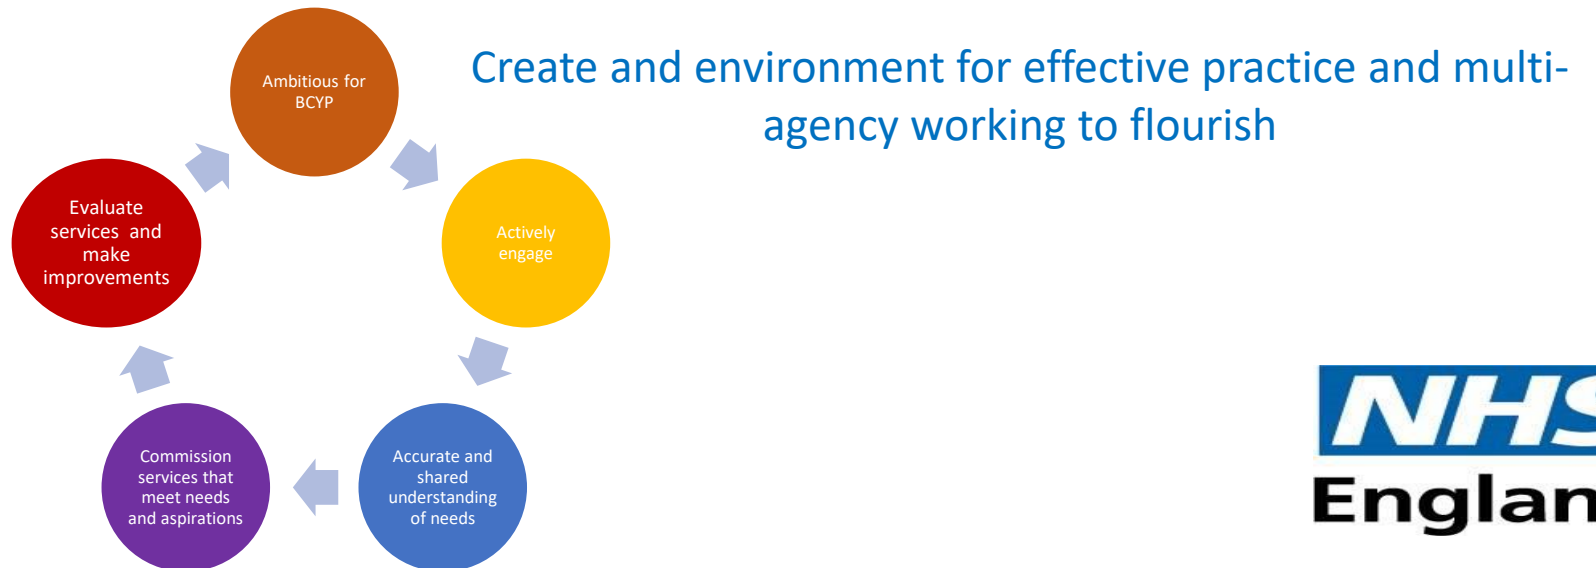 Create and environment for effective practice and multi-
agency working to flourish
Ambitious for
BCYP
Actively
engage
Accurate and
shared
understanding
of needs
Commission
services that
meet needs
and aspirations
Evaluate
services and
make
improvements
NHS
Englan